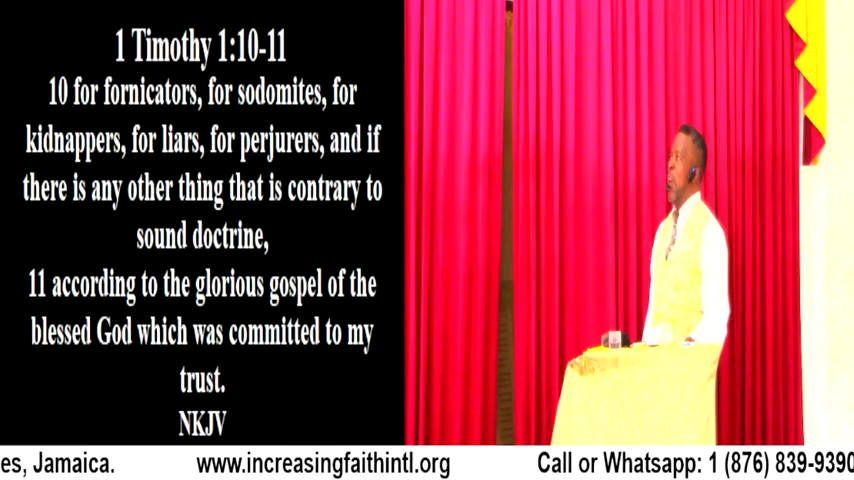 1 Timothy 1:10-11
10 for fornicators, for sodomites, for
kidnappers, for liars, for perjurers, and if
there is any other thing that is contrary to
sound doctrine,
11 according to the glorious gospel of the
blessed God which was committed to my
trust.
NKJV
es, Jamaica. www.increasingfaithintl.org Call or Whatsapp: 1 (876) 839-9390